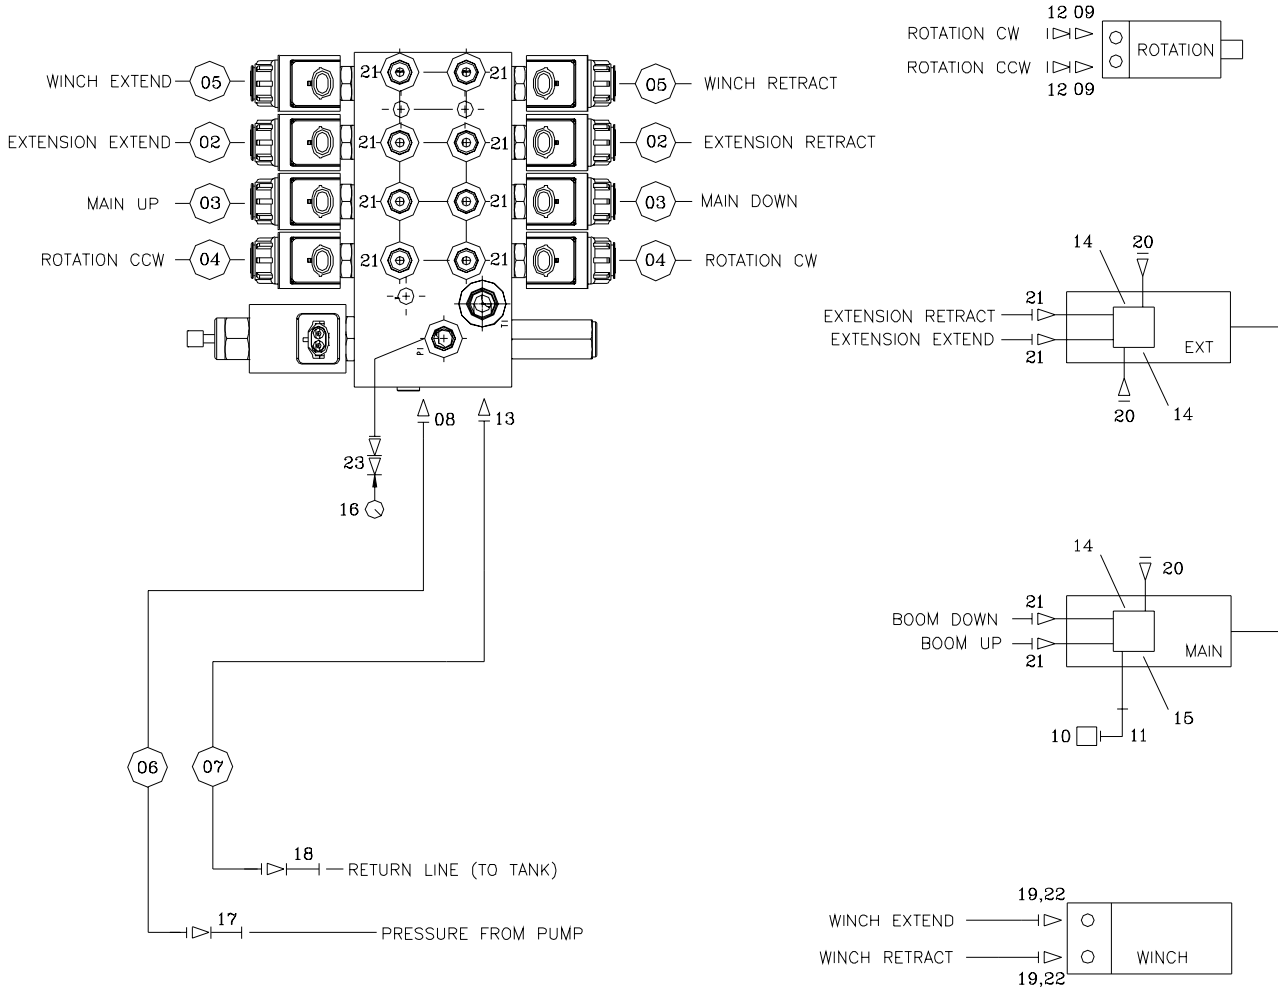 12 09
ROTATION CW
ROTATION CCW
12 09
ROTATION
WINCH EXTEND
05
21
21
05
WINCH RETRACT
EXTENSION EXTEND
02
21
21
02
EXTENSION RETRACT
MAIN UP
03
21
21
03
MAIN DOWN
ROTATION CCW
04
21
21
04
ROTATION CW
T1
P1
08
13
23
16
06
07
18
RETURN LINE (TO TANK)
17
PRESSURE FROM PUMP
14
20
21
EXTENSION RETRACT
EXTENSION EXTEND
21
EXT
20
14
14
20
21
BOOM DOWN
BOOM UP
21
MAIN
15
10
11
19,22
WINCH EXTEND
WINCH RETRACT
19,22
WINCH